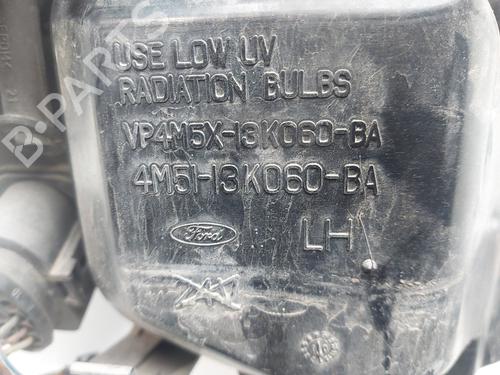 USE LOW UV
RADIATION BULBS
VP4M5X-13K060-BA
4M51-13K060-BA
Ford LH
B-PARTS